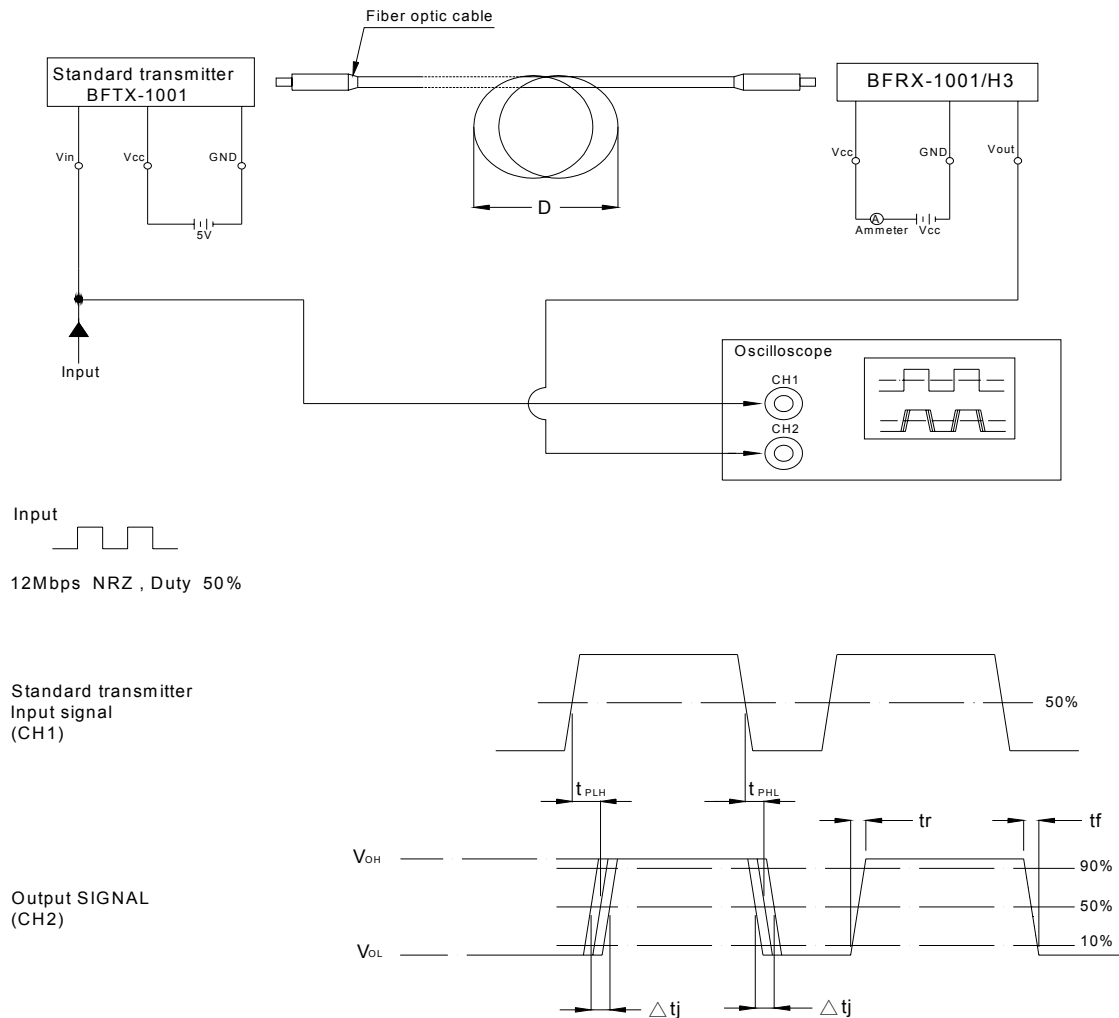 Fiber optic cable
Standard transmitter
BFTX-1001
BFRX-1001/H3
Vin
Vcc
GND
5V
D
Vcc
GND
Vout
A
Ammeter
Vcc
Input
Oscilloscope
CH1
CH2
Input
12Mbps NRZ , Duty 50%
Standard transmitter
Input signal
(CH1)
50%
tPLH
tPHL
tr
tf
VOH
90%
Output SIGNAL
(CH2)
50%
10%
VOL
△tj
△tj